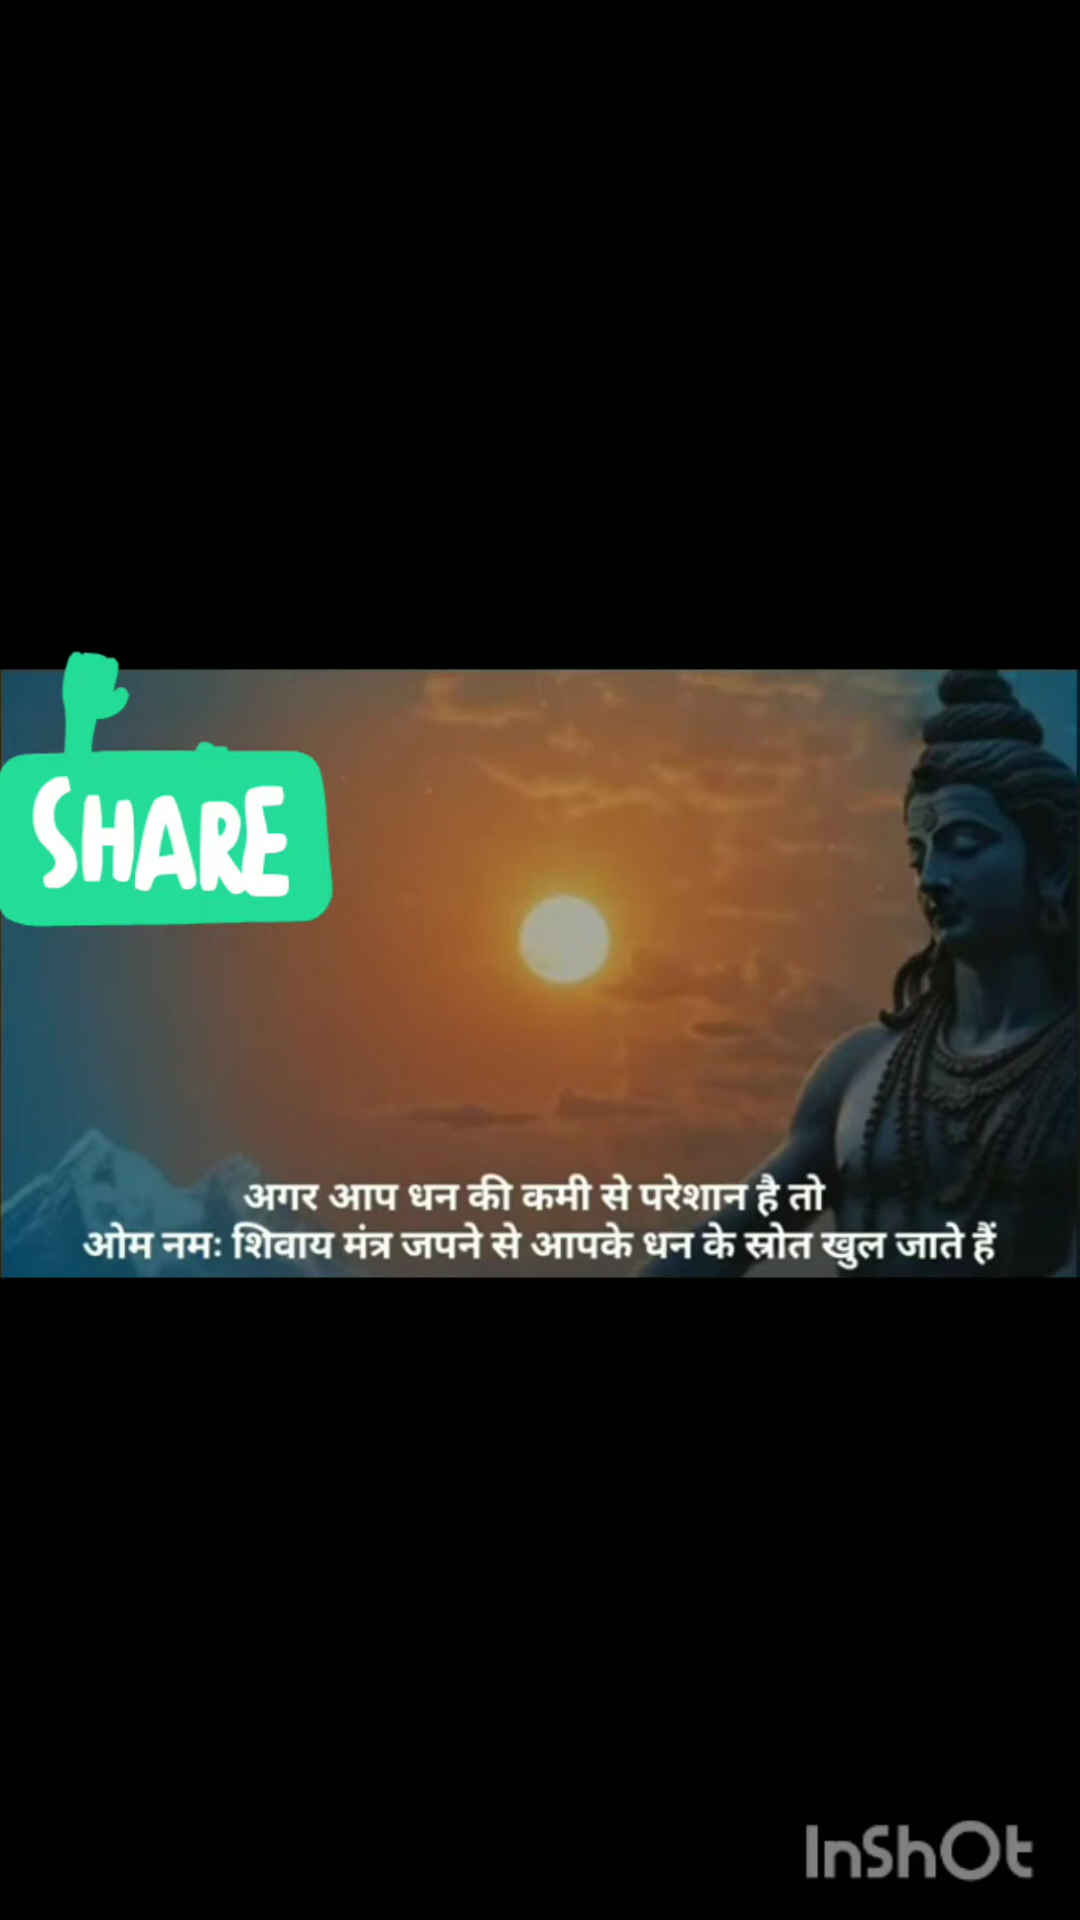 SHARE
अगर आप धन की कमी से परेशान है तो
ओम नमः शिवाय मंत्र जपने से आपके धन के स्रोत खुल जाते हैं
InShOt